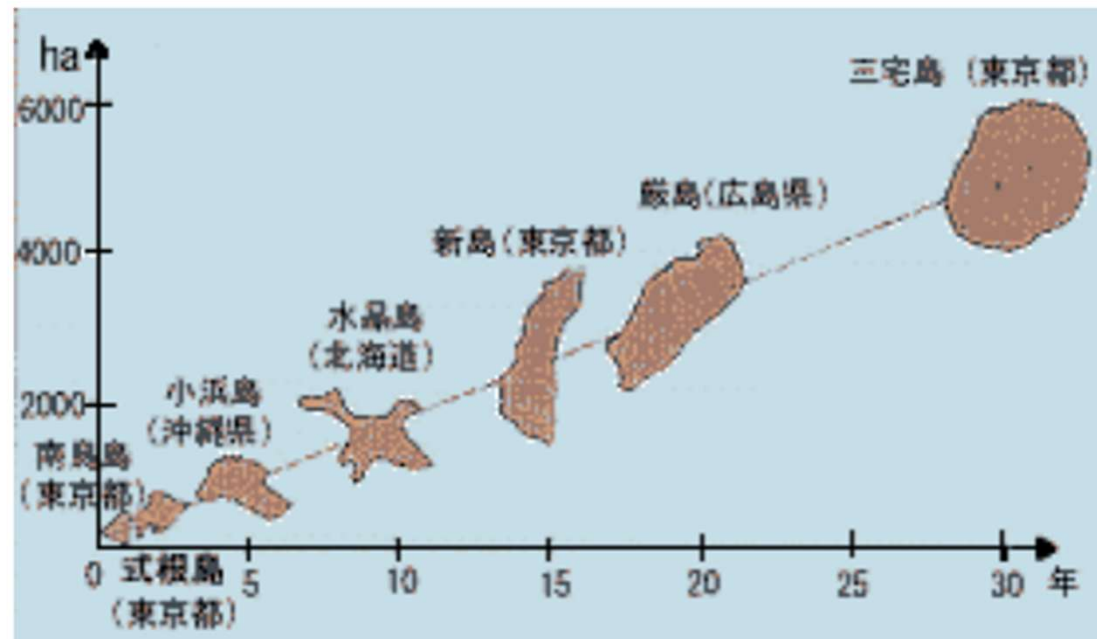 ha
6000
4000
2000
三宅島 (東京都)
厳島(広島県)
新島(東京都)
水晶島
(北海道)
小浜島
(沖縄県)
南鳥島
(東京都)
式根島
(東京都)
0 5 10 15 20 25 30 年